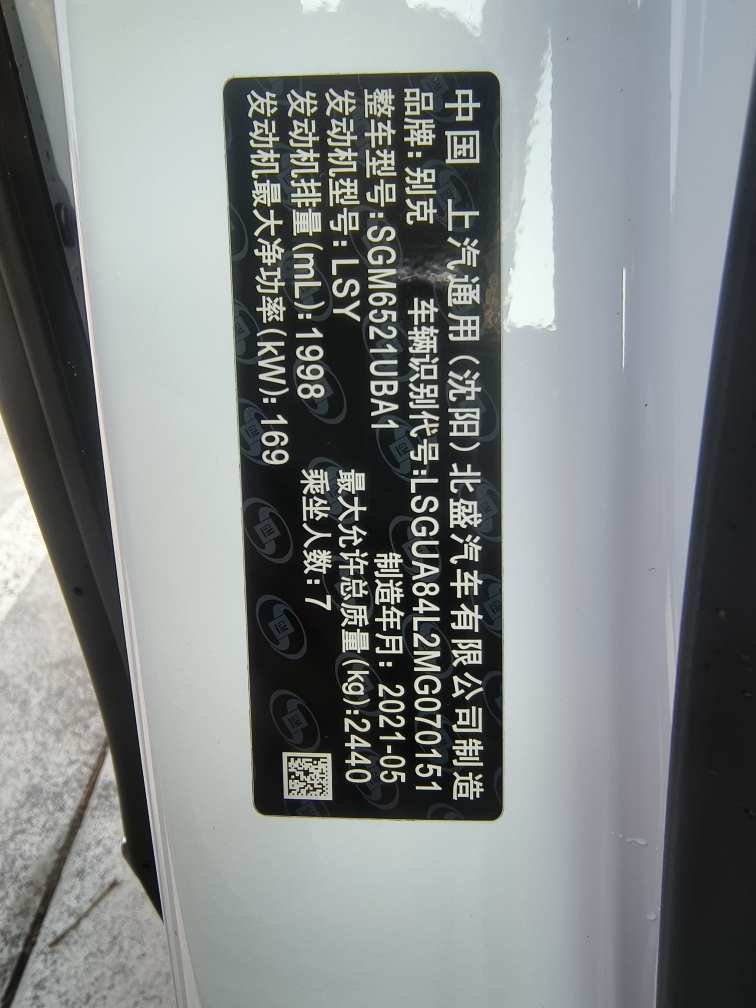 中国 上汽通用(沈阳)北盛汽车有限公司制造
品牌:别克 车辆识别代号:LSGUA84L2MG070151
整车型号:SGM6521UBA1 制造年月: 2021-05
发动机型号:LSY 最大允许总质量(kg):2440
发动机排量(mL):1998 乘坐人数:7
发动机最大净功率(kW): 169